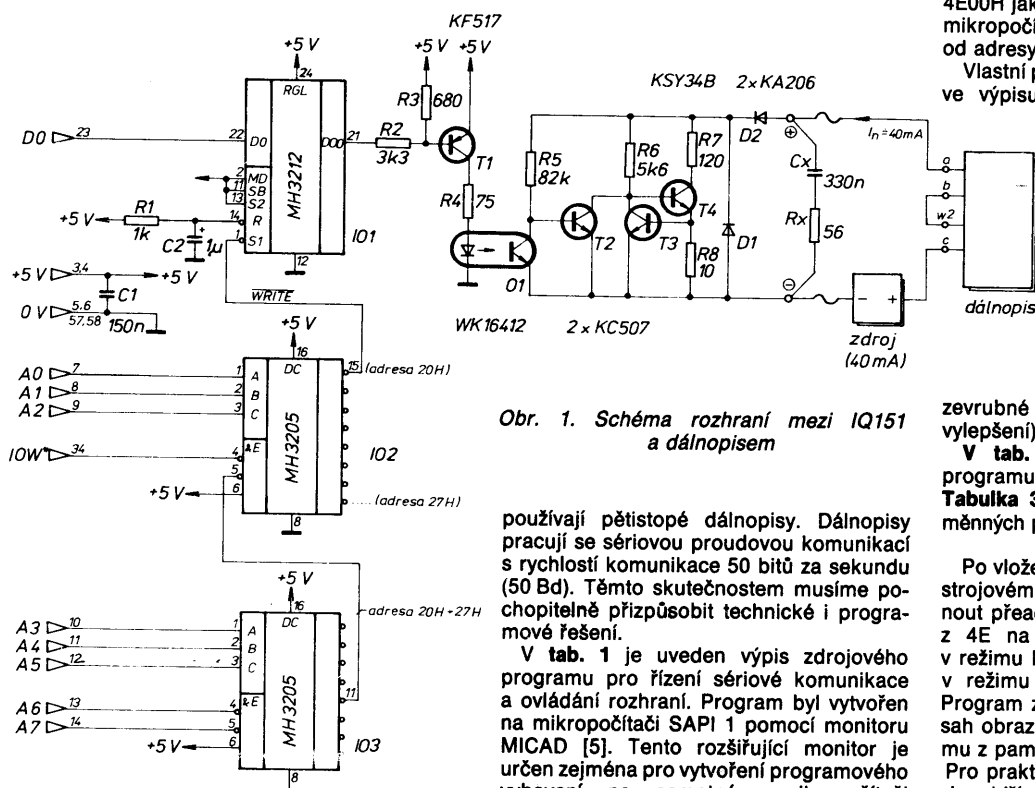 KF517
+5 V
+5 V
+5 V
24
RGL
R3
680
D0
23
22
D0
DO0
21
R2
3k3
T1
MH3212
2
MD
11
SB
13
S2
14
R
1
S1
+5 V
R1
1k
C2
1µ
12
IO1
R4
75
O1
WK16412
+5 V
3,4
+5 V
C1
0 V
5,6
57,58
150n
WRITE
KSY34B 2×KA206
R5
82k
R6
5k6
R7
120
D2
T2
T3
T4
D1
R8
10
2 × KC507
⊕
Cx
330n
Rx
56
⊖
In = 40mA
a
b
w2
c
dálnopis
- +
zdroj
(40 mA)
+5 V
16
DC
A0
7
1
A
A1
8
2
B
A2
9
3
C
IOW*
34
4
&E
5
+5 V
6
MH3205
15
(adresa 20H)
IO2
(adresa 27H)
8
+5 V
16
DC
adresa 20H ÷ 27H
A3
10
1
A
A4
11
2
B
A5
12
3
C
A6
13
4
&E
A7
14
5
+5 V
6
MH3205
11
IO3
8
Obr. 1. Schéma rozhraní mezi IQ151
a dálnopisem
používají pětistopé dálnopisy. Dálnopisy
pracují se sériovou proudovou komunikací
s rychlostí komunikace 50 bitů za sekundu
(50 Bd). Těmto skutečnostem musíme po-
chopitelně přizpůsobit technické i progra-
mové řešení.
V tab. 1 je uveden výpis zdrojového
programu pro řízení sériové komunikace
a ovládání rozhraní. Program byl vytvořen
na mikropočítači SAPI 1 pomocí monitoru
MICAD [5]. Tento rozšiřující monitor je
určen zejména pro vytvoření programového
4E00H jak
mikropočí
od adresy
Vlastní p
ve výpisu
zevrubné
vylepšení)
V tab.
programu
Tabulka 3
měnných p
Po vlože
strojovém
nout přead
z 4E na
v režimu
v režimu
Program z
sah obraz
mu z pam
Pro prakt